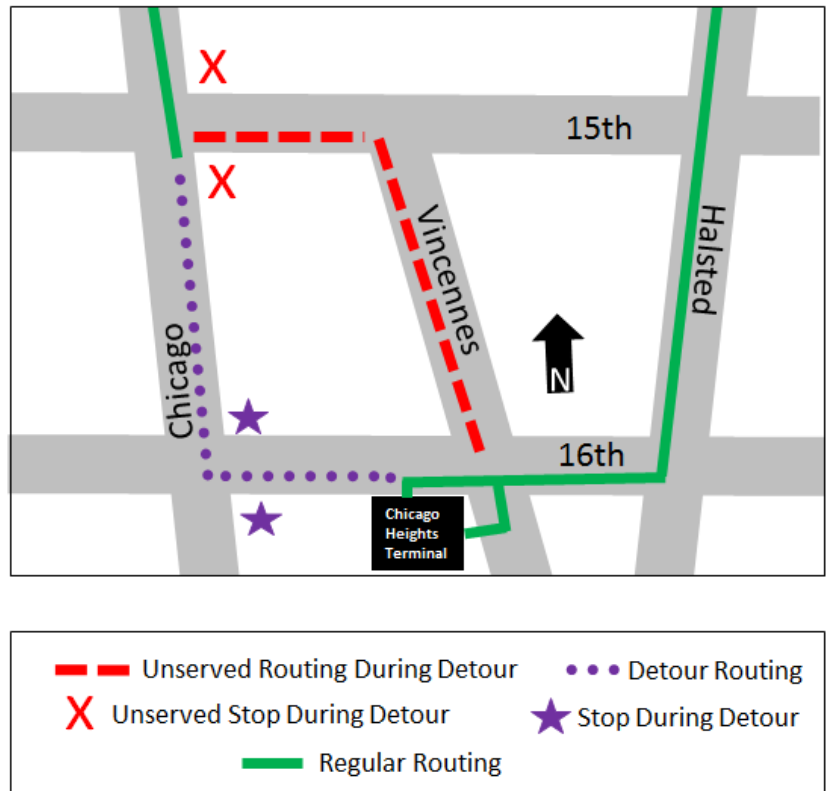 X
15th
X
Vincennes
Halsted
Chicago
N
16th
Chicago
Heights
Terminal
Unserved Routing During Detour
Detour Routing
X Unserved Stop During Detour
Stop During Detour
Regular Routing